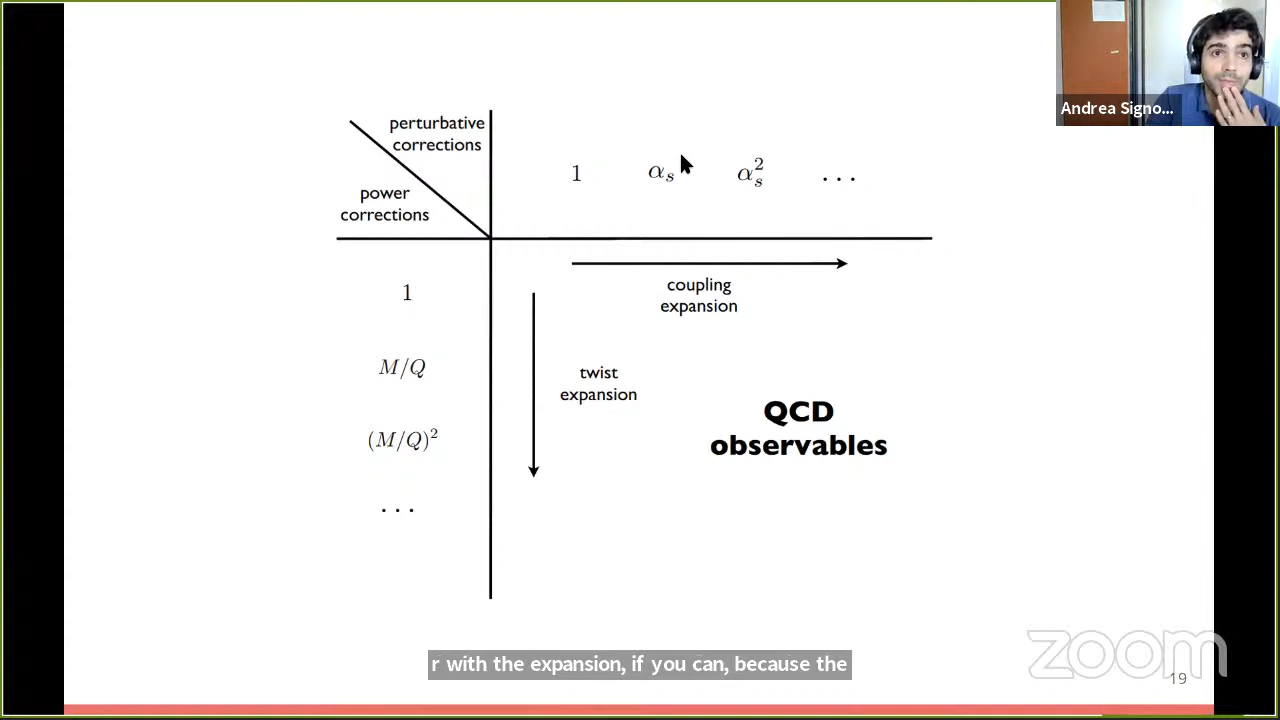 Andrea Signo...
perturbative
corrections
power
corrections
1 αₛ αₛ² ...
coupling
expansion
1
M/Q
(M/Q)²
...
twist
expansion
QCD
observables
r with the expansion, if you can, because the
zoom
19